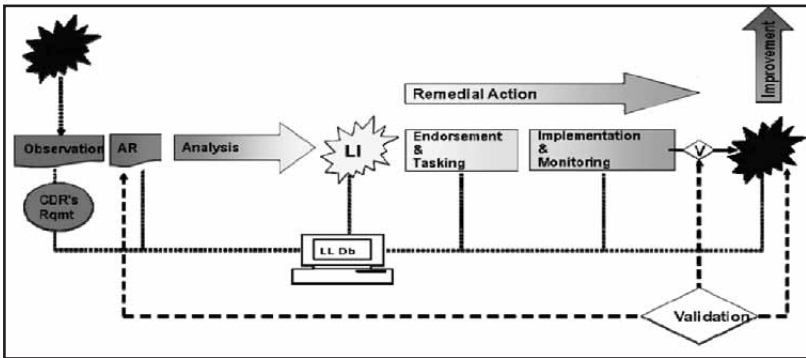 Improvement
Remedial Action
Observation
AR
Analysis
LI
Endorsement
&
Tasking
Implementation
&
Monitoring
V
CDR's
Rqmt
LL Db
Validation